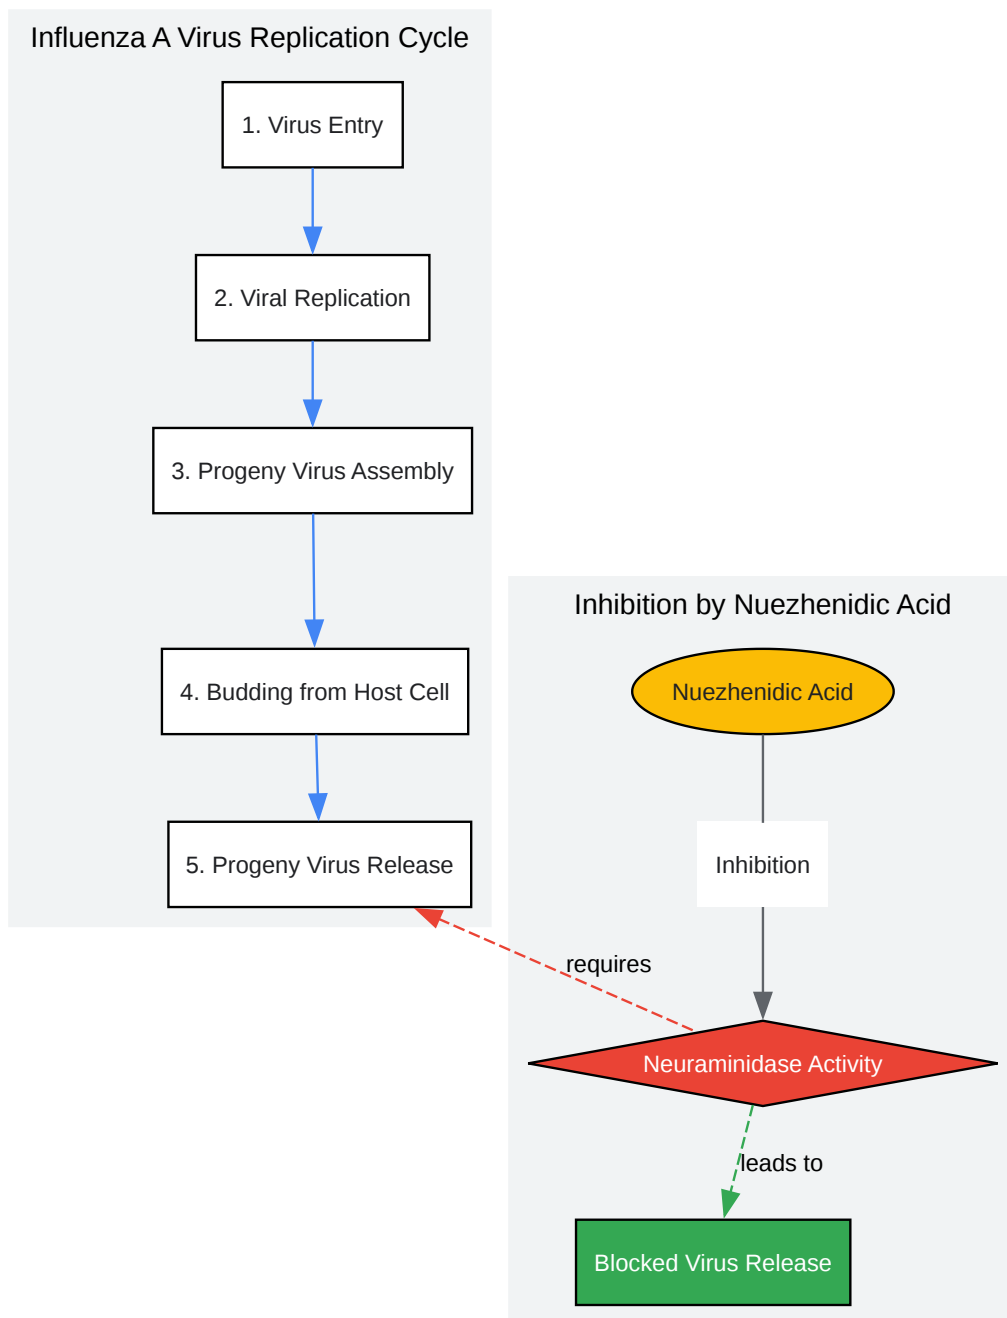 Influenza A Virus Replication Cycle
1. Virus Entry
2. Viral Replication
3. Progeny Virus Assembly
4. Budding from Host Cell
5. Progeny Virus Release
Inhibition by Nuezhenidic Acid
Nuezhenidic Acid
Inhibition
requires
Neuraminidase Activity
leads to
Blocked Virus Release